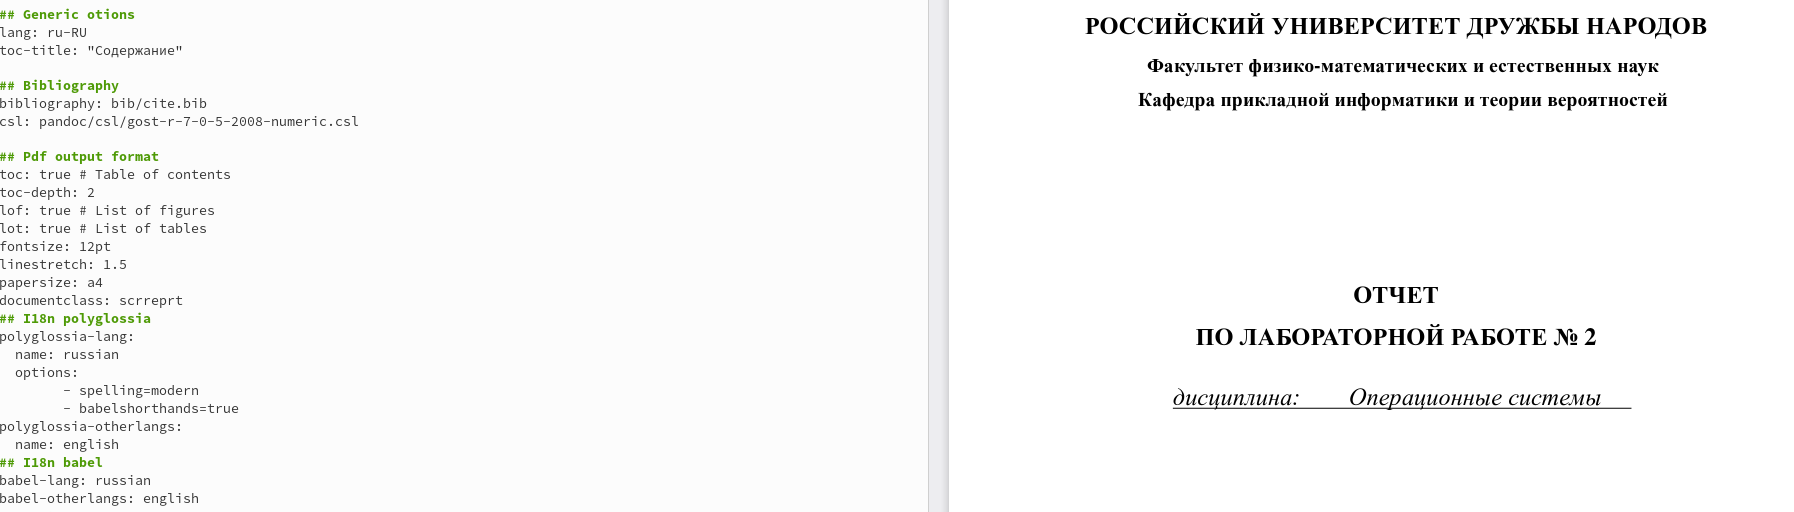 ## Generic otions
lang: ru-RU
toc-title: "Содержание"
## Bibliography
bibliography: bib/cite.bib
csl: pandoc/csl/gost-r-7-0-5-2008-numeric.csl
## Pdf output format
toc: true # Table of contents
toc-depth: 2
lof: true # List of figures
lot: true # List of tables
fontsize: 12pt
linestretch: 1.5
papersize: a4
documentclass: scrreprt
## I18n polyglossia
polyglossia-lang:
  name: russian
  options:
        - spelling=modern
        - babelshorthands=true
polyglossia-otherlangs:
  name: english
## I18n babel
babel-lang: russian
babel-otherlangs: english
РОССИЙСКИЙ УНИВЕРСИТЕТ ДРУЖБЫ НАРОДОВ
Факультет физико-математических и естественных наук
Кафедра прикладной информатики и теории вероятностей
ОТЧЕТ
ПО ЛАБОРАТОРНОЙ РАБОТЕ № 2
дисциплина: Операционные системы